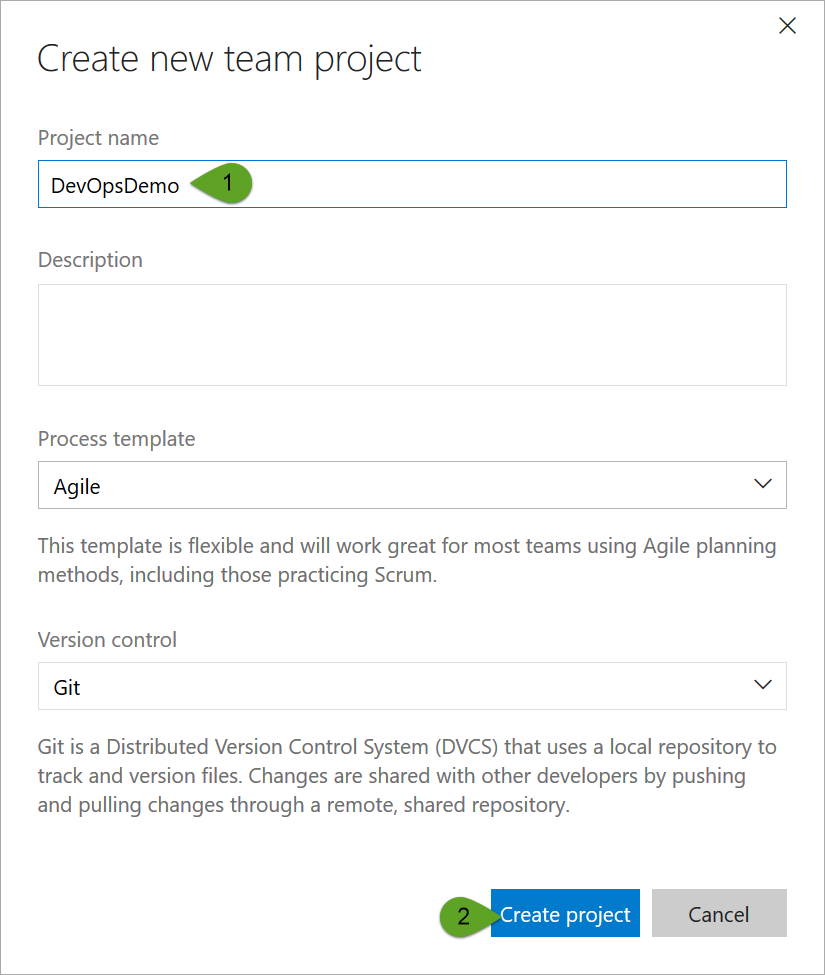 Create new team project
Project name
DevOpsDemo 1
Description
Process template
Agile
This template is flexible and will work great for most teams using Agile planning
methods, including those practicing Scrum.
Version control
Git
Git is a Distributed Version Control System (DVCS) that uses a local repository to
track and version files. Changes are shared with other developers by pushing
and pulling changes through a remote, shared repository.
2 Create project Cancel